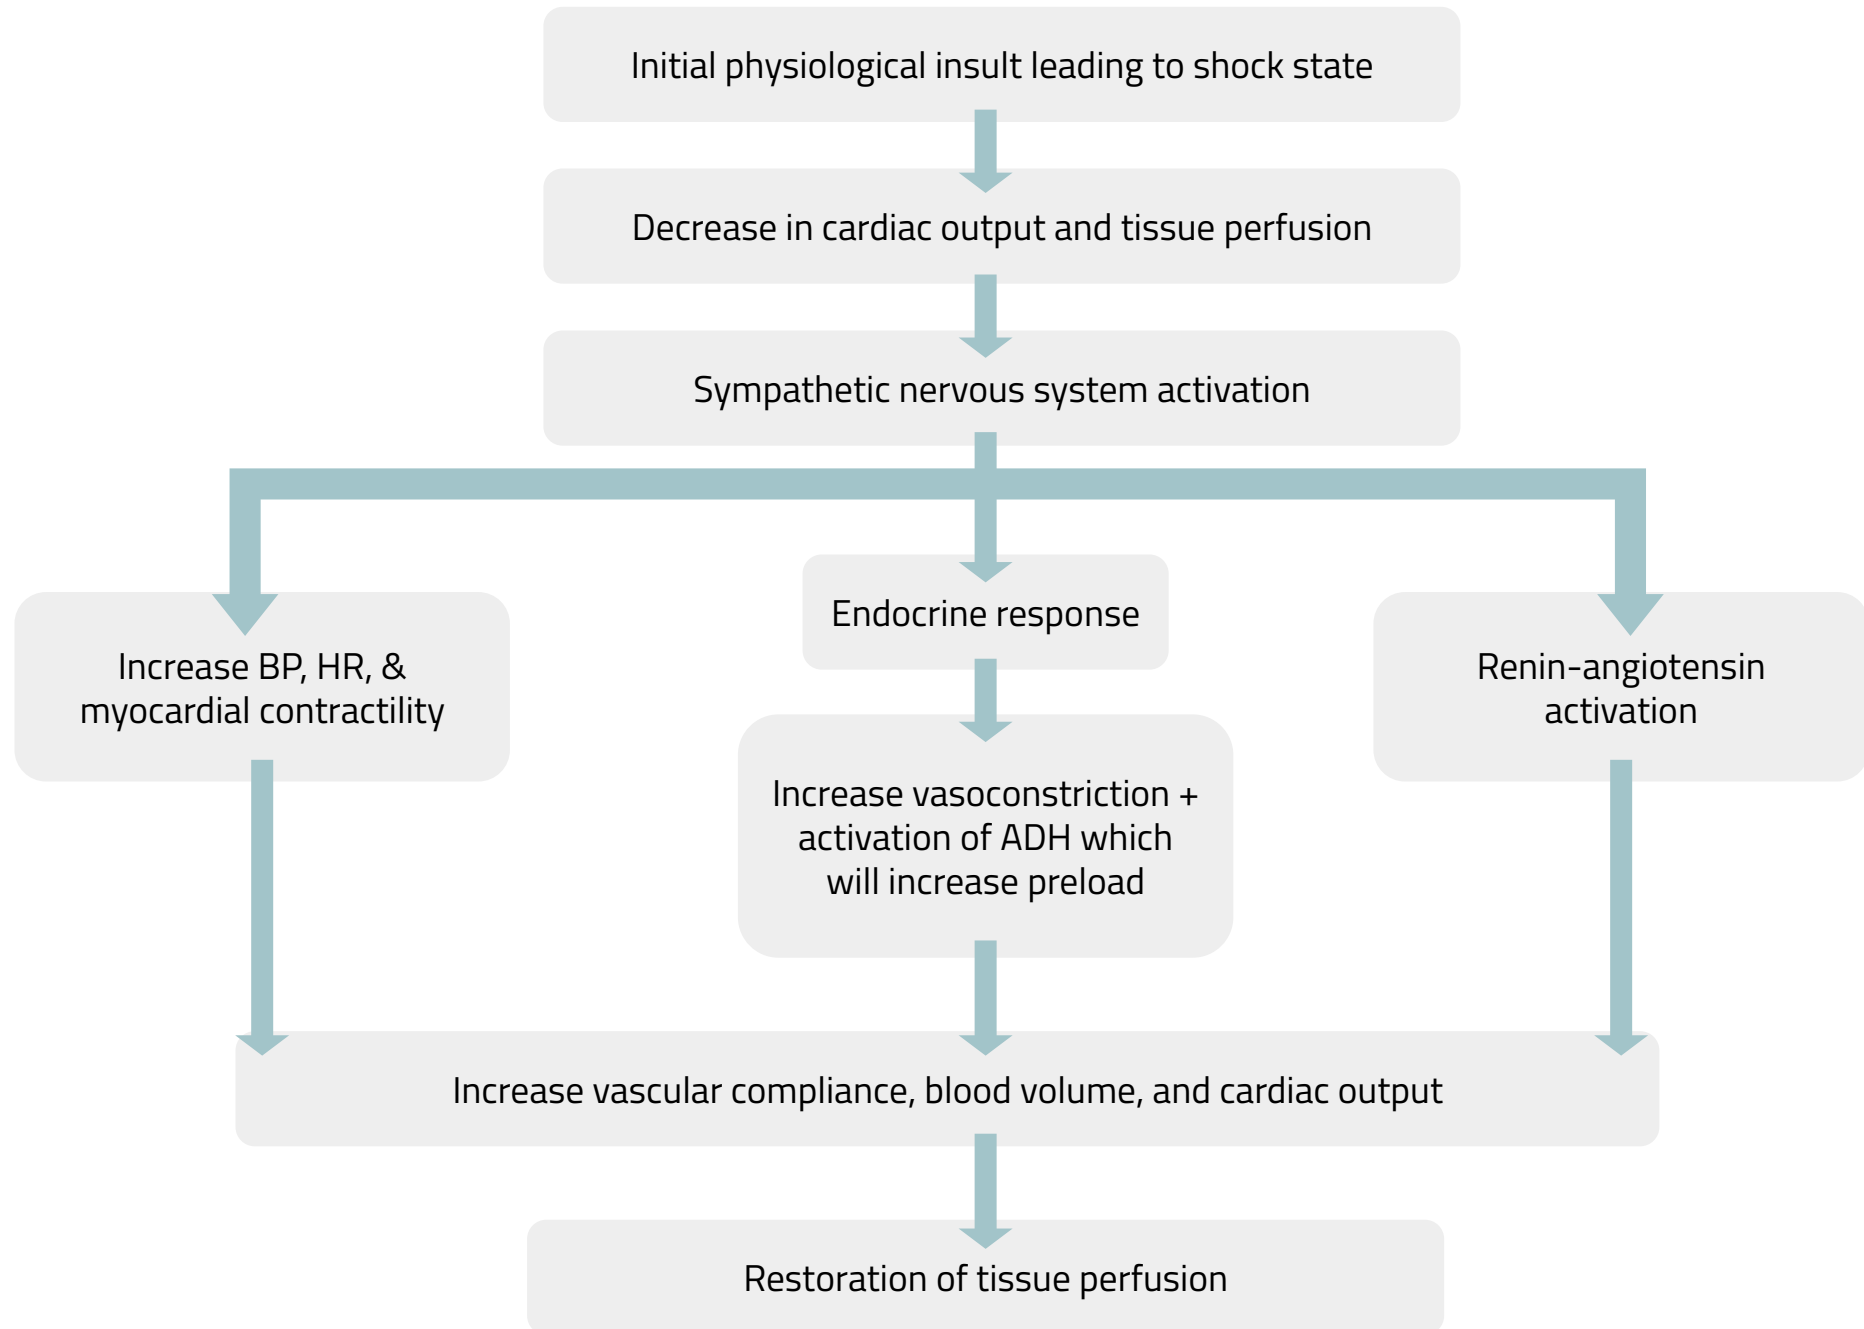 Initial physiological insult leading to shock state
Decrease in cardiac output and tissue perfusion
Sympathetic nervous system activation
Increase BP, HR, &
myocardial contractility
Endocrine response
Increase vasoconstriction +
activation of ADH which
will increase preload
Renin-angiotensin
activation
Increase vascular compliance, blood volume, and cardiac output
Restoration of tissue perfusion